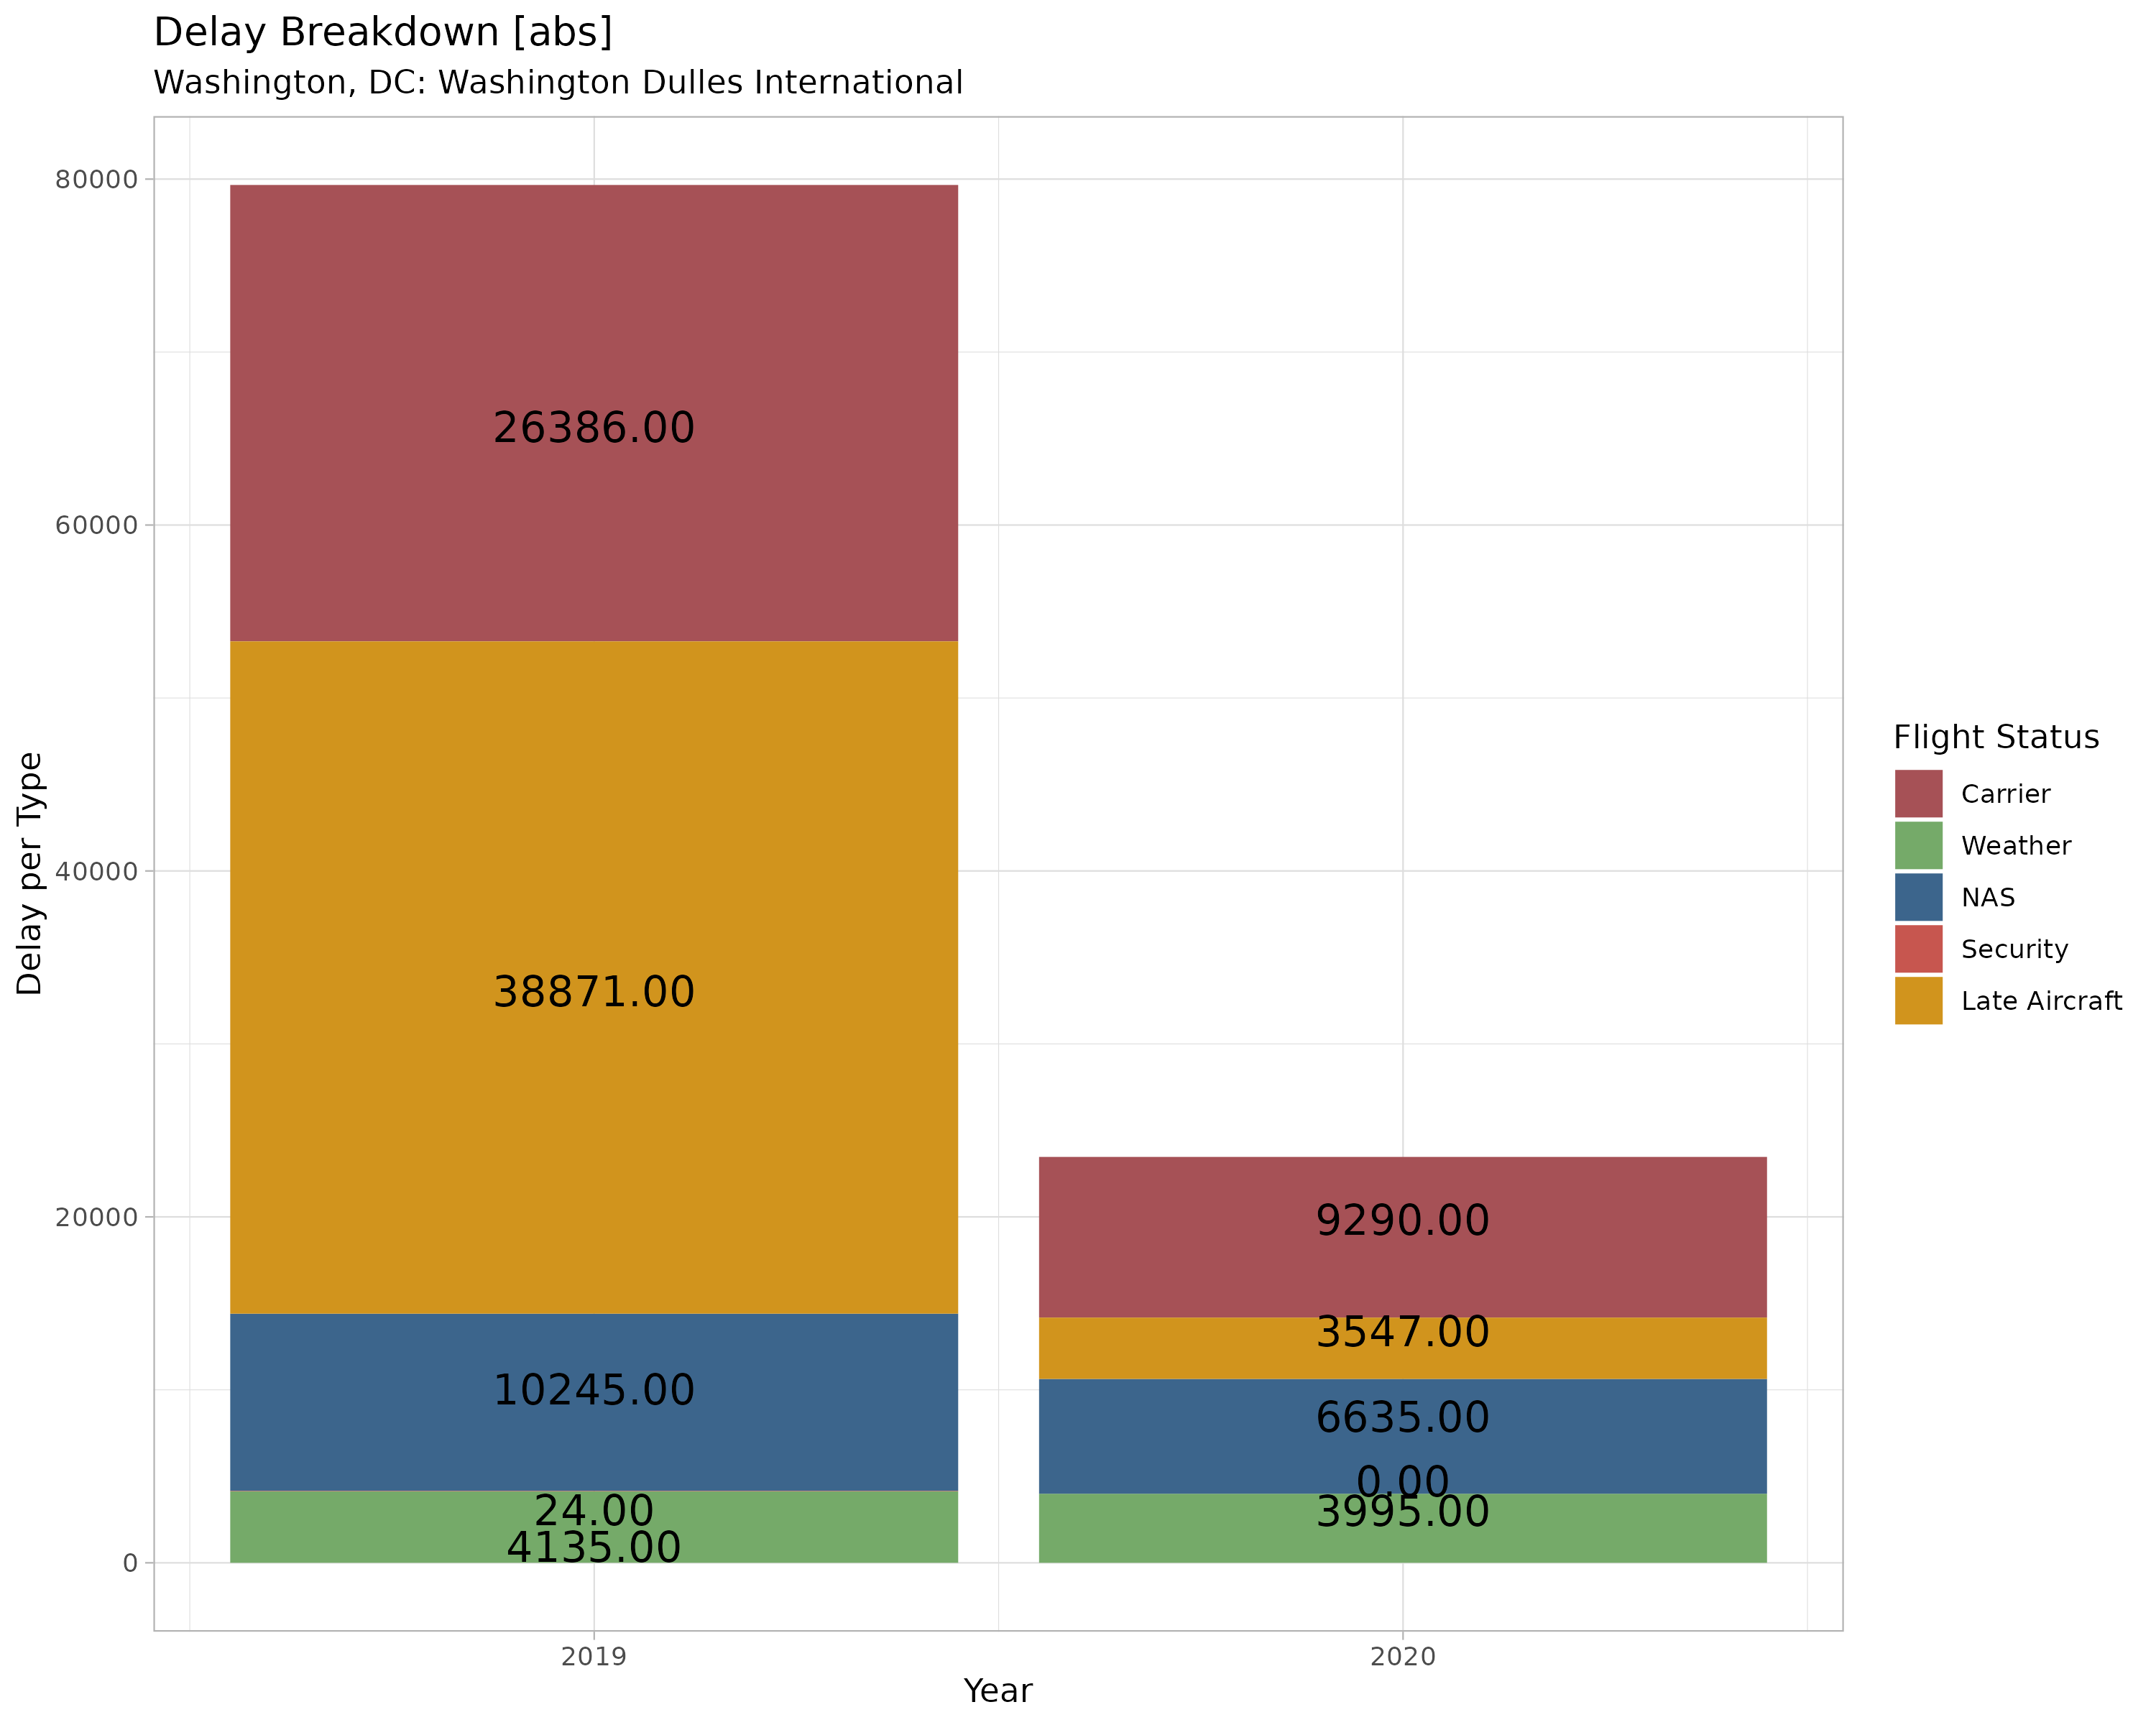 Delay Breakdown [abs]
Washington, DC: Washington Dulles International
Delay per Type
80000
60000
40000
20000
0
26386.00
38871.00
10245.00
24.00
4135.00
9290.00
3547.00
6635.00
0.00
3995.00
2019
2020
Year
Flight Status
Carrier
Weather
NAS
Security
Late Aircraft